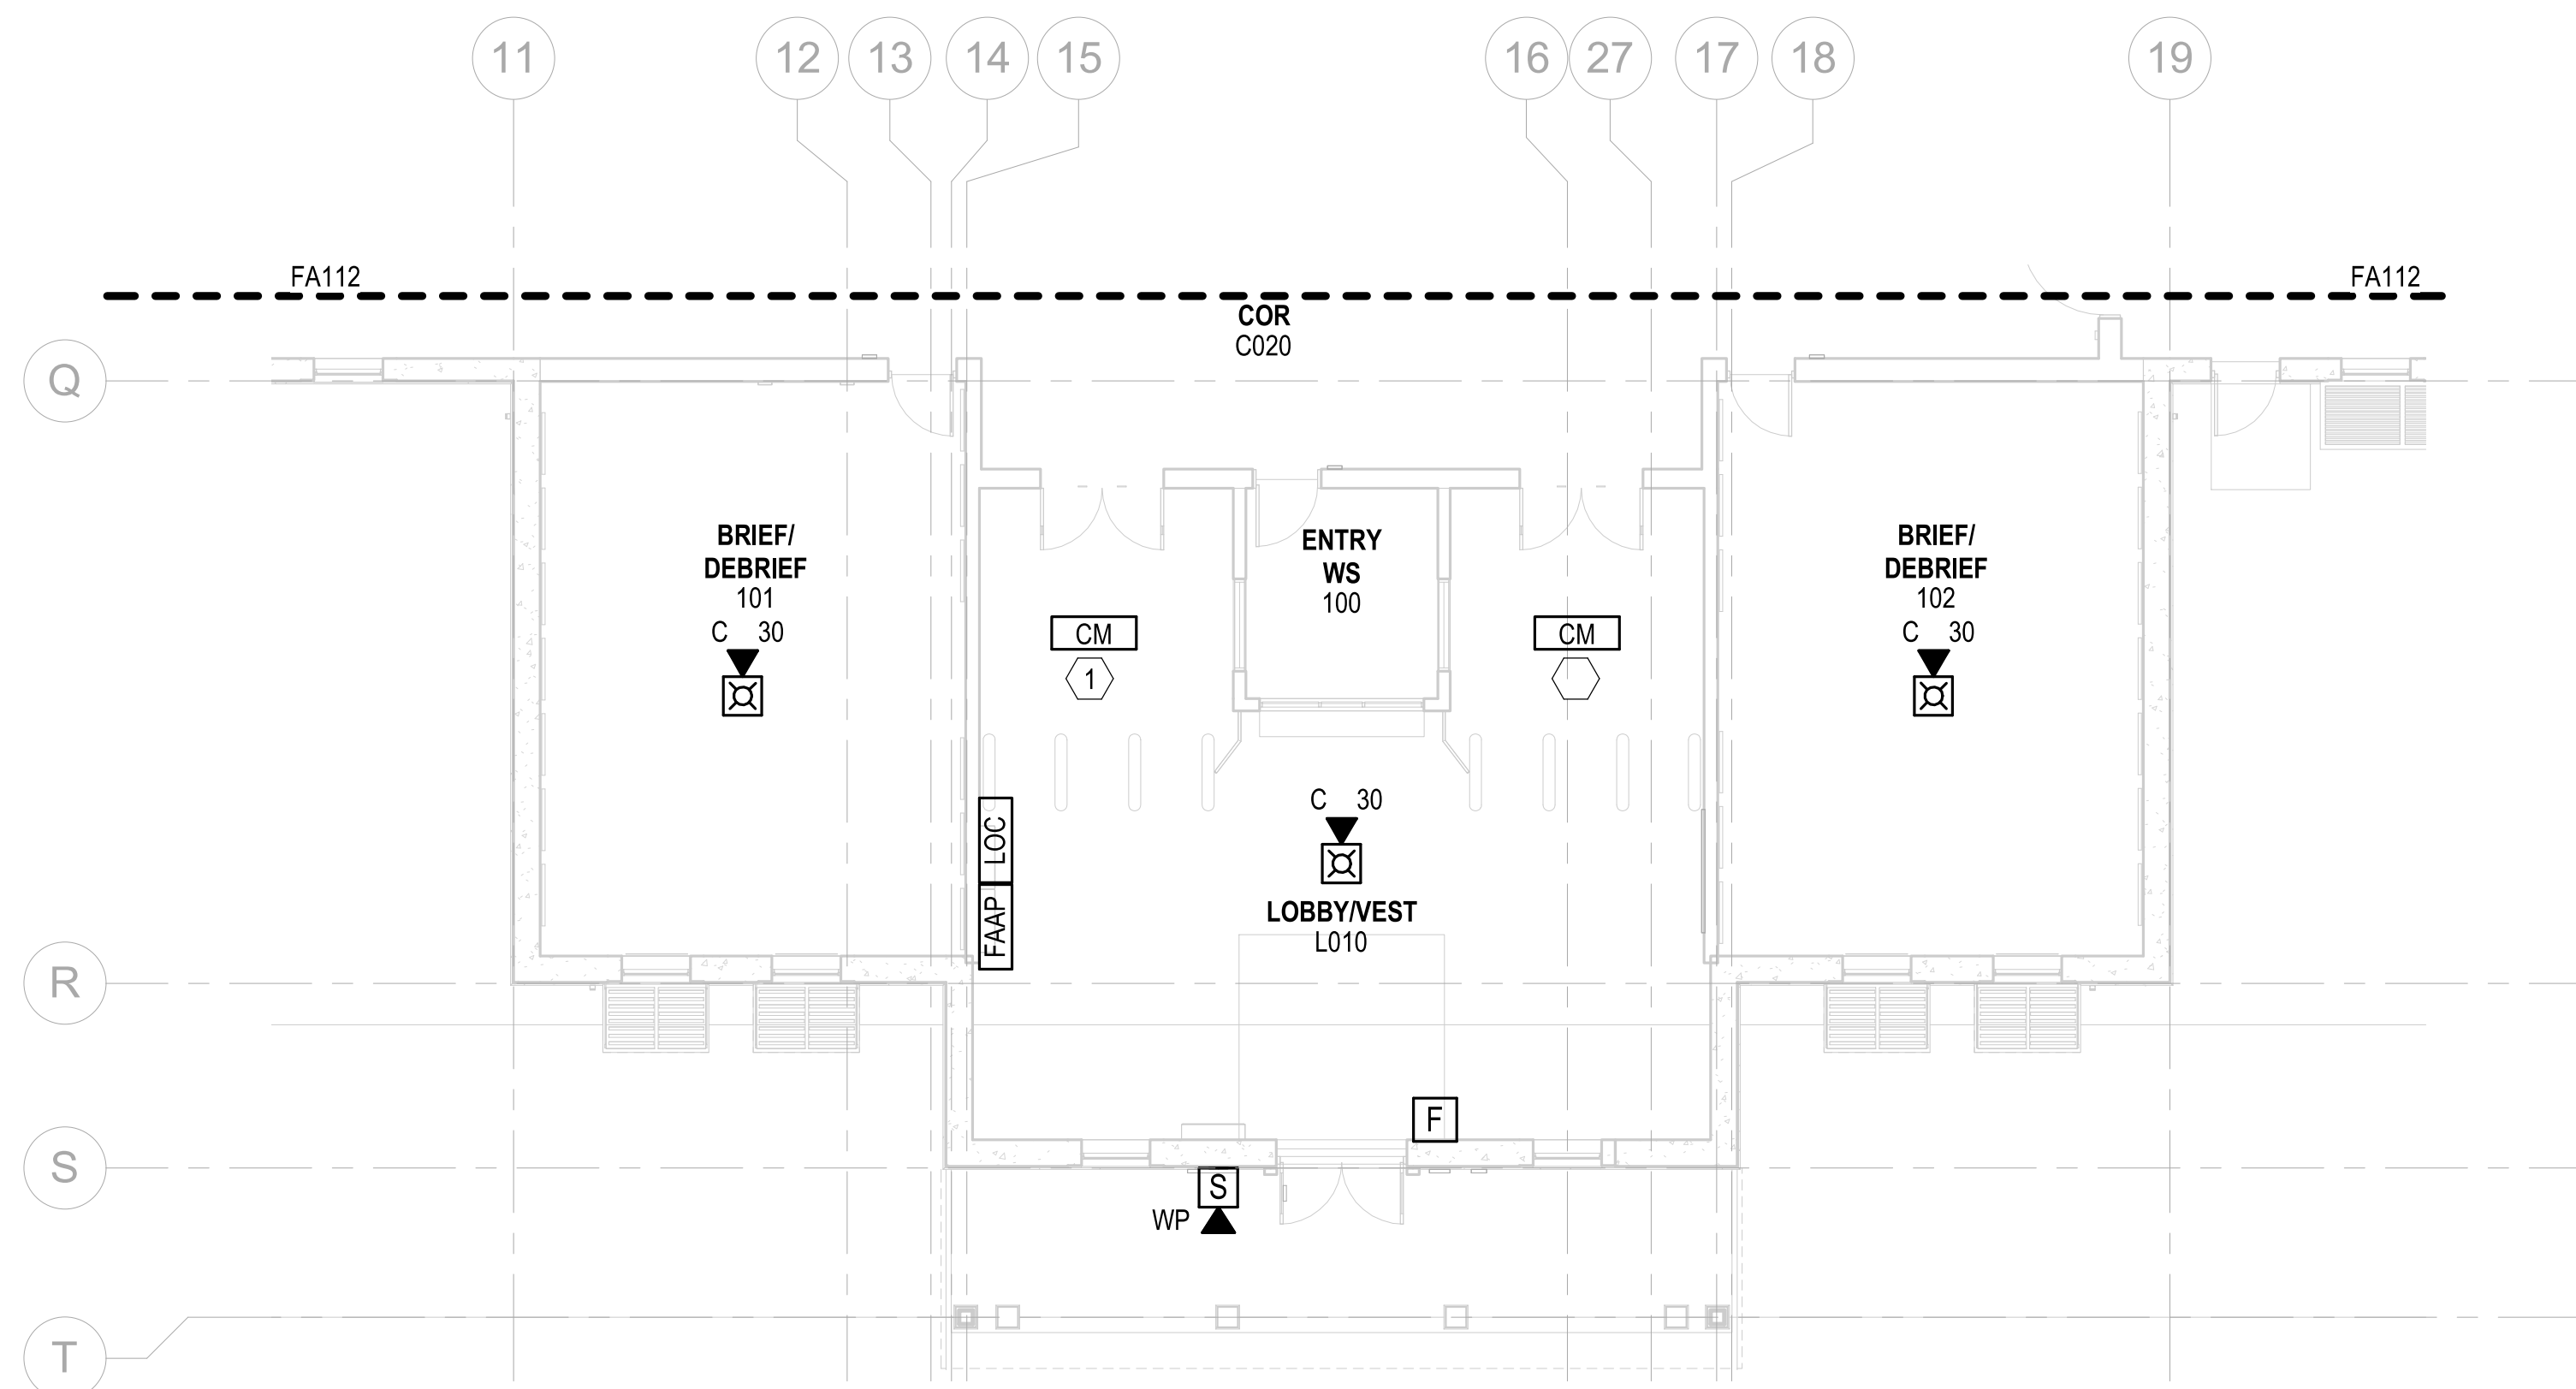 11
12
13
14
15
16
27
17
18
19
FA112
FA112
COR
C020
Q
BRIEF/
DEBRIEF
101
C 30
ENTRY
WS
100
BRIEF/
DEBRIEF
102
C 30
CM
1
CM
C 30
LOC
FAAP
LOBBY/VEST
L010
R
F
S
S
WP
T